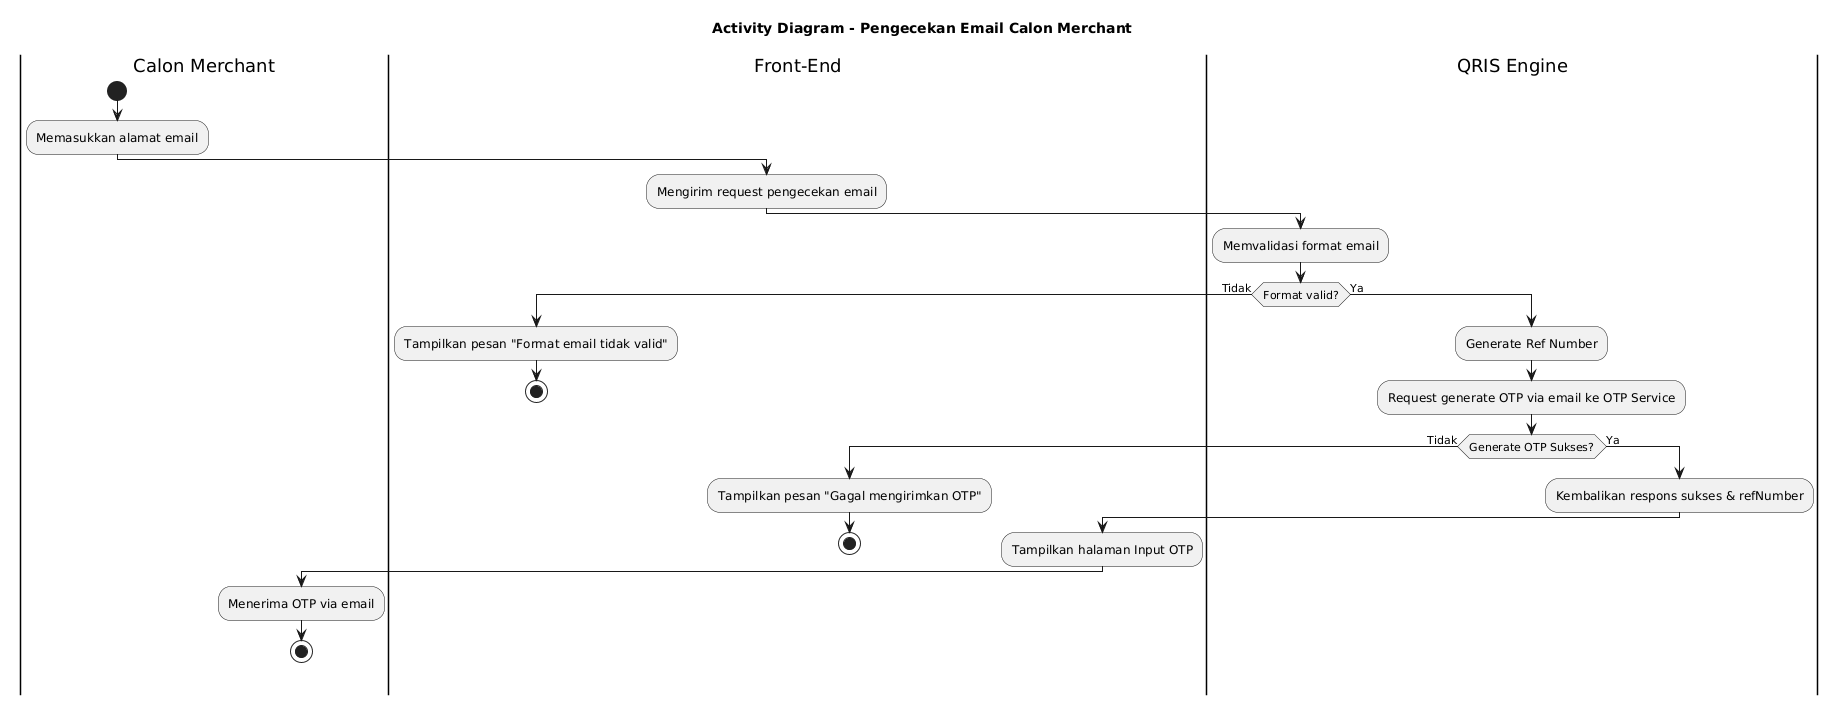 Activity Diagram - Pengecekan Email Calon Merchant
Calon Merchant
Front-End
QRIS Engine
Memasukkan alamat email
Mengirim request pengecekan email
Memvalidasi format email
Tidak
Format valid?
Ya
Tampilkan pesan "Format email tidak valid"
Generate Ref Number
Request generate OTP via email ke OTP Service
Tidak
Generate OTP Sukses?
Ya
Tampilkan pesan "Gagal mengirimkan OTP"
Kembalikan respons sukses & refNumber
Tampilkan halaman Input OTP
Menerima OTP via email